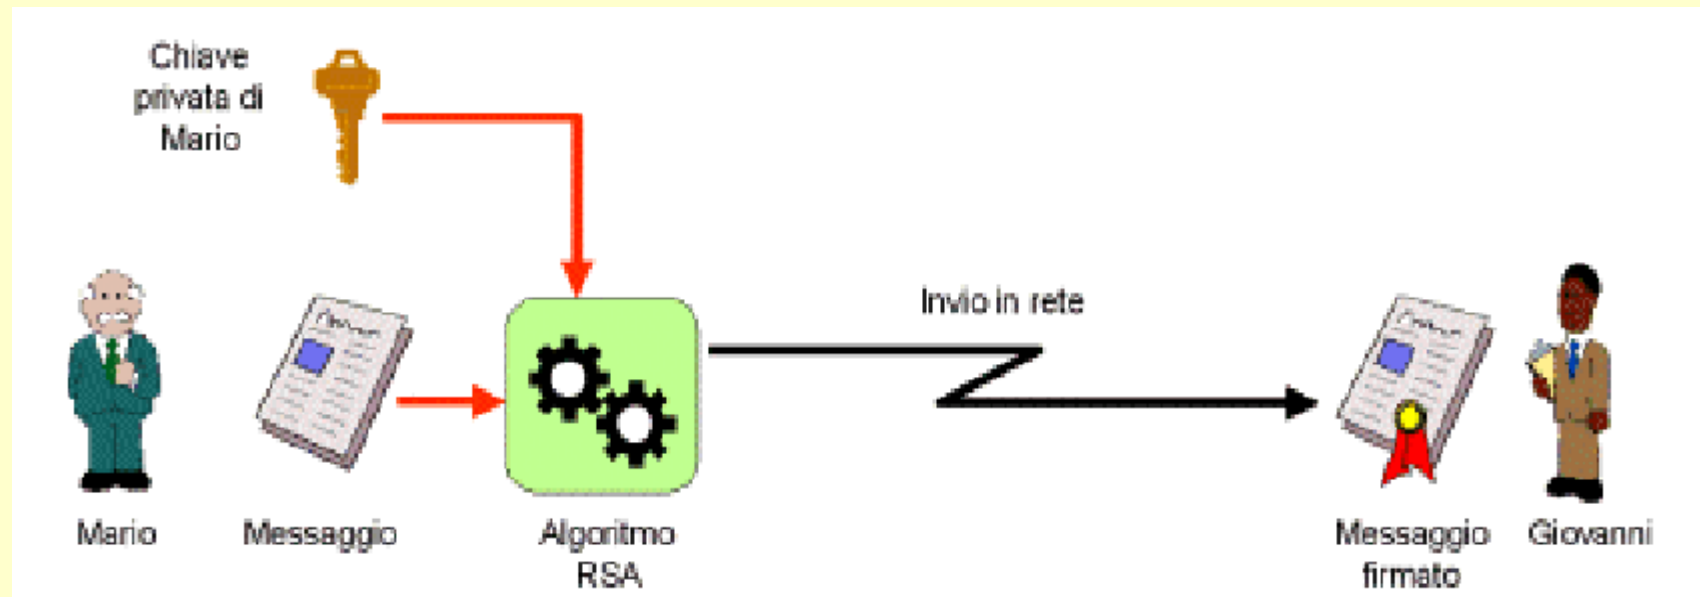 Chiave
privata di
Mario
Invio in rete
Mario
Messaggio
Algoritmo
RSA
Messaggio
firmato
Giovanni